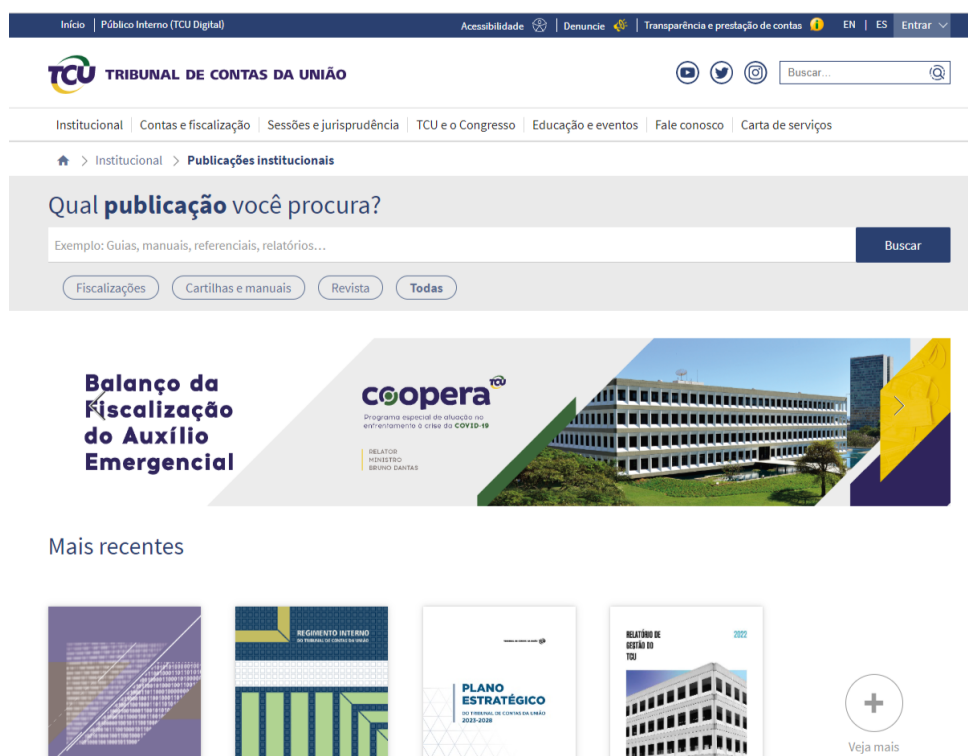 Início | Público Interno (TCU Digital) Acessibilidade | Denuncie | Transparência e prestação de contas EN | ES Entrar
TCU TRIBUNAL DE CONTAS DA UNIÃO Buscar...
Institucional Contas e fiscalização Sessões e jurisprudência TCU e o Congresso Educação e eventos Fale conosco Carta de serviços
> Institucional > Publicações institucionais
Qual publicação você procura?
Exemplo: Guias, manuais, referenciais, relatórios... Buscar
Fiscalizações Cartilhas e manuais Revista Todas
Balanço da
Fiscalização
do Auxílio
Emergencial
coopera TCU
Programa especial de atuação no
enfrentamento à crise da COVID-19
RELATOR
MINISTRO
BRUNO DANTAS
Mais recentes
REGIMENTO INTERNO
DO TRIBUNAL DE CONTAS DA UNIÃO
PLANO
ESTRATÉGICO
DO TRIBUNAL DE CONTAS DA UNIÃO
2023-2028
RELATÓRIO DE
GESTÃO DO
TCU
2022
Veja mais